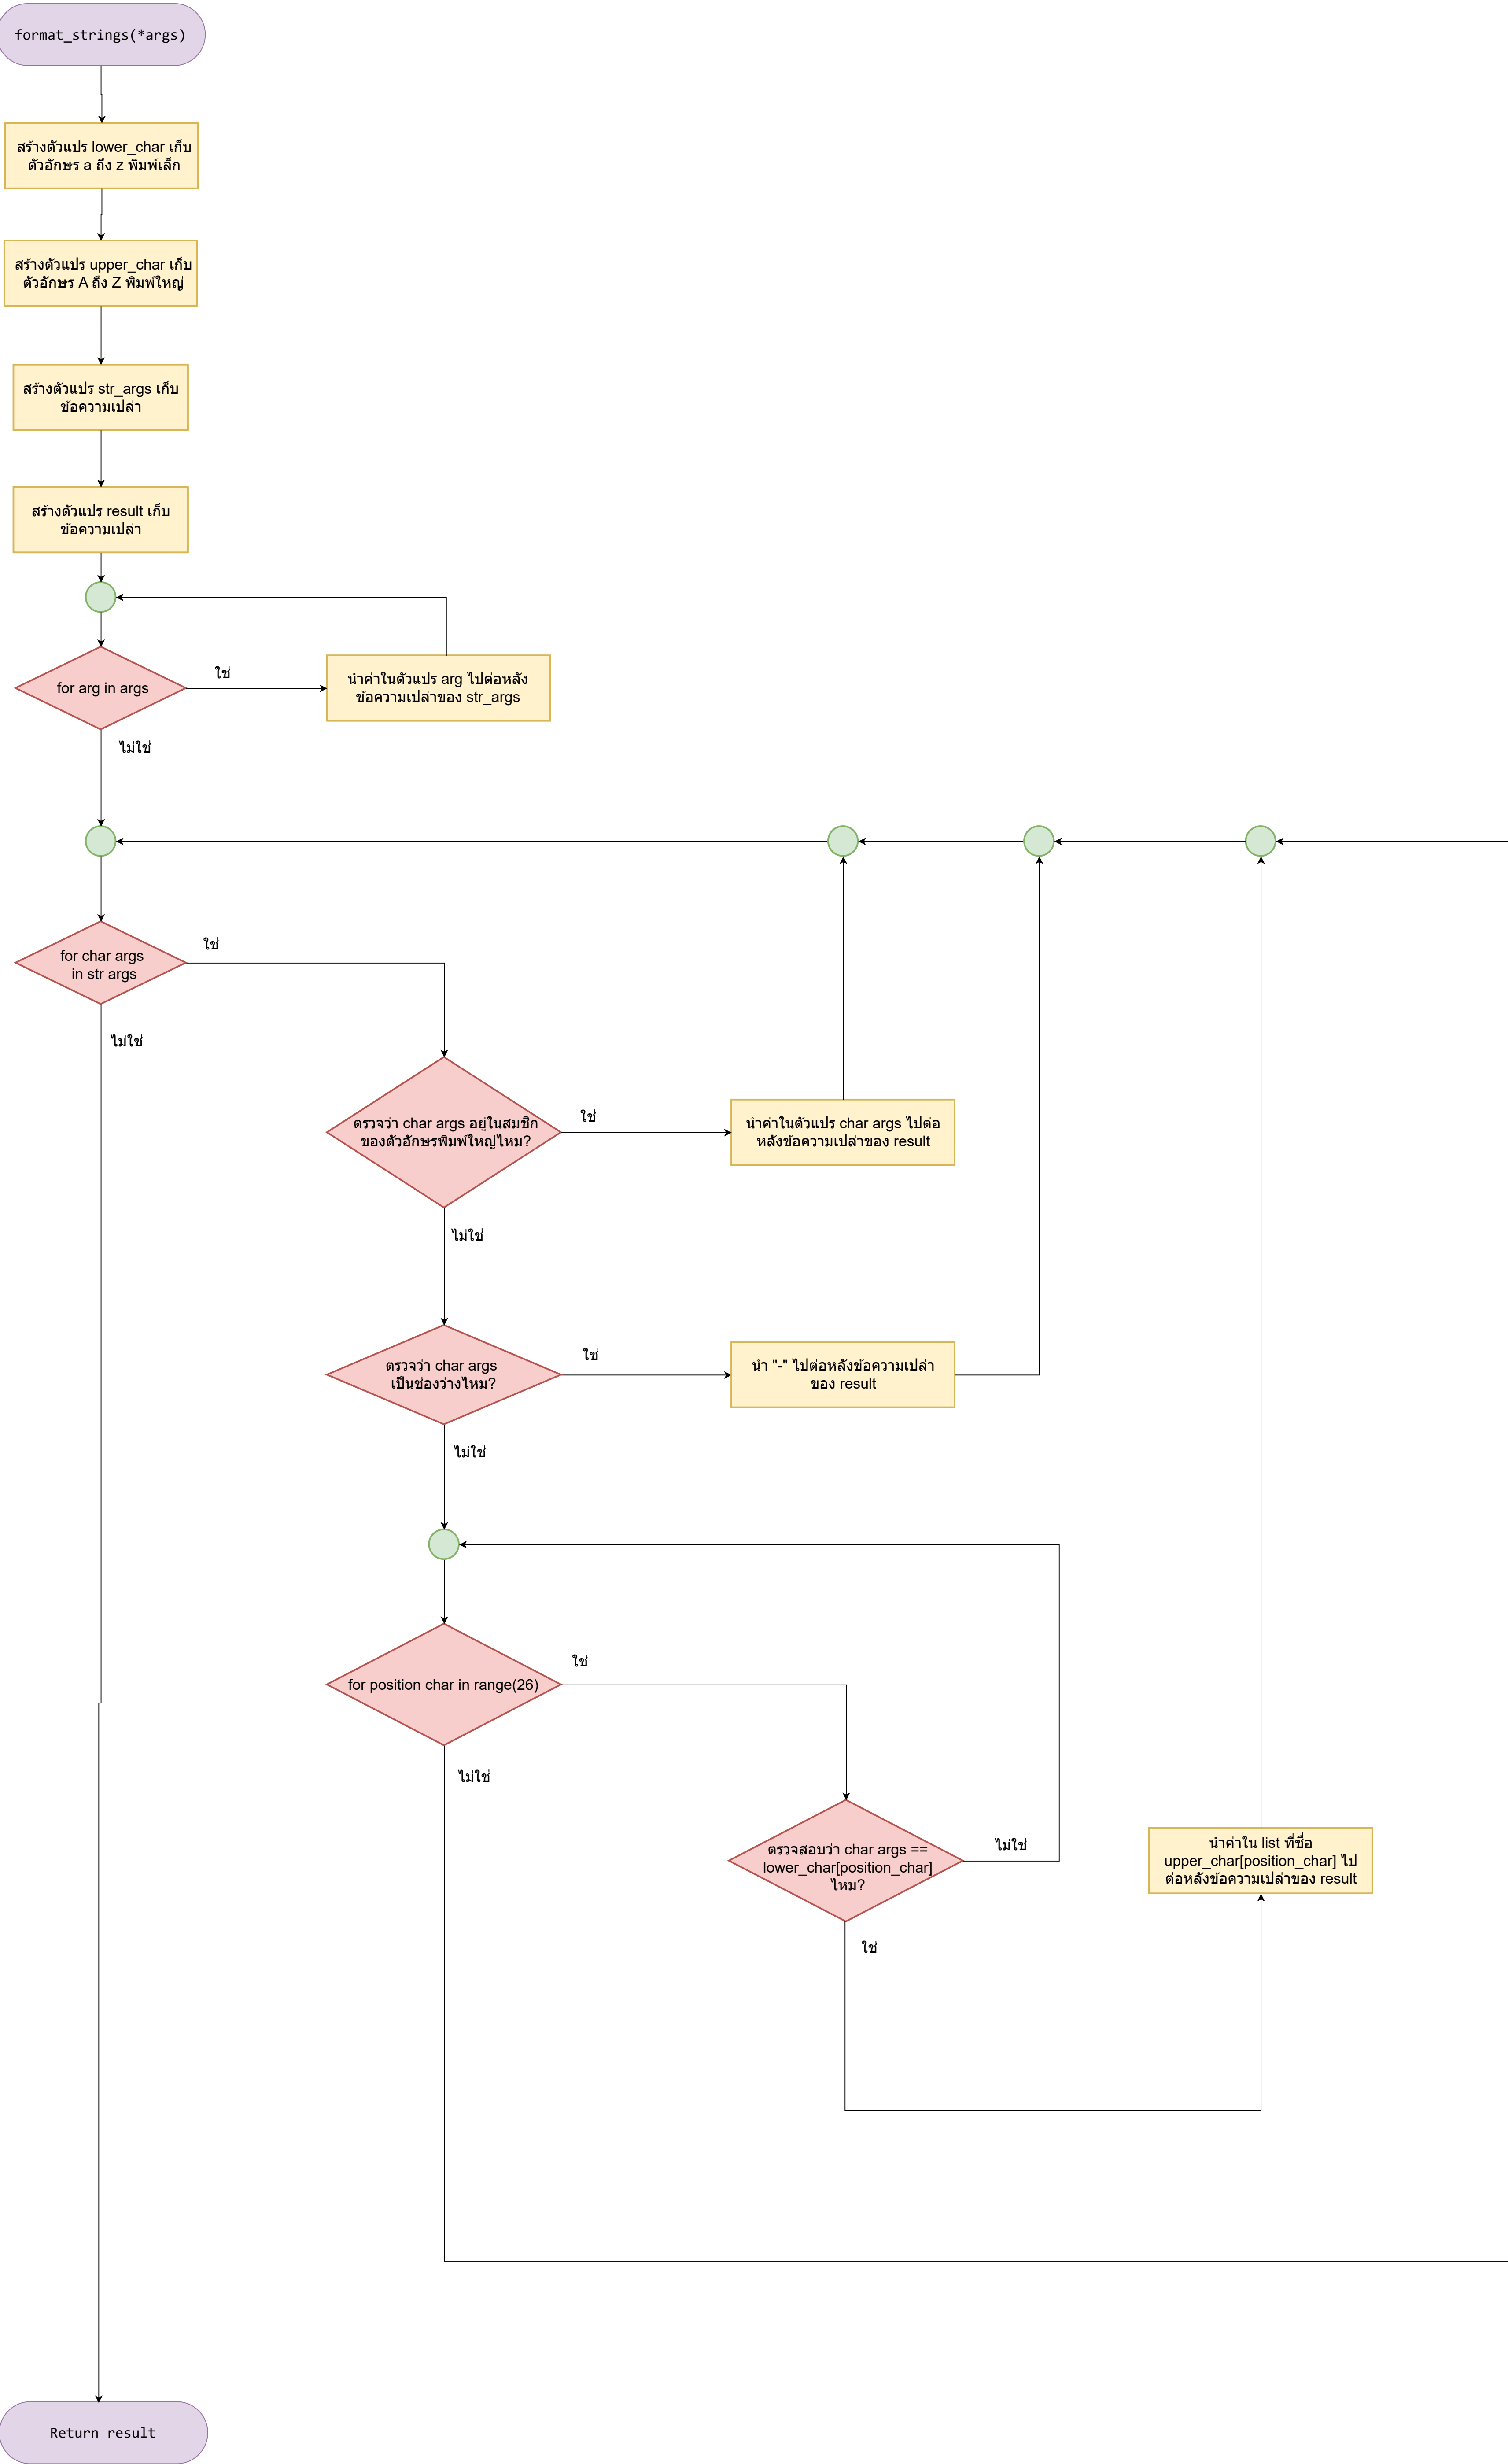 format_strings(*args)
สร้างตัวแปร lower_char เก็บ
ตัวอักษร a ถึง z พิมพ์เล็ก
สร้างตัวแปร upper_char เก็บ
ตัวอักษร A ถึง Z พิมพ์ใหญ่
สร้างตัวแปร str_args เก็บ
ข้อความเปล่า
สร้างตัวแปร result เก็บ
ข้อความเปล่า
for arg in args
ใช่
นำค่าในตัวแปร arg ไปต่อหลัง
ข้อความเปล่าของ str_args
ไม่ใช่
for char args
in str args
ใช่
ไม่ใช่
ตรวจว่า char args อยู่ในสมชิก
ของตัวอักษรพิมพ์ใหญ่ไหม?
ใช่
นำค่าในตัวแปร char args ไปต่อ
หลังข้อความเปล่าของ result
ไม่ใช่
ตรวจว่า char args
เป็นช่องว่างไหม?
ใช่
นำ "-" ไปต่อหลังข้อความเปล่า
ของ result
ไม่ใช่
for position char in range(26)
ใช่
ไม่ใช่
ตรวจสอบว่า char args ==
lower_char[position_char]
ไหม?
ไม่ใช่
ใช่
นำค่าใน list ที่ชื่อ
upper_char[position_char] ไป
ต่อหลังข้อความเปล่าของ result
Return result